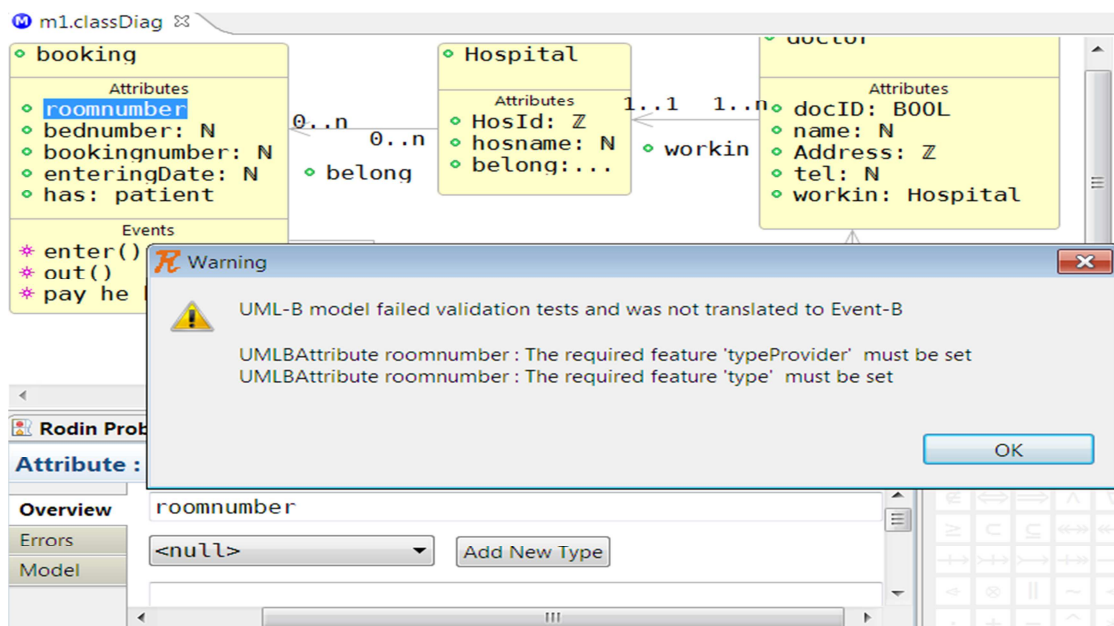 m1.classDiag
booking
Attributes
roomnumber
bednumber: ℕ
bookingnumber: ℕ
enteringDate: ℕ
has: patient
Events
enter()
out()
pay he
0..n
0..n
belong
Hospital
Attributes
HosId: ℤ
hosname: ℕ
belong:...
1..1 1..n
workin
doctor
Attributes
docID: BOOL
name: ℕ
Address: ℤ
tel: ℕ
workin: Hospital
Warning
UML-B model failed validation tests and was not translated to Event-B
UMLBAttribute roomnumber : The required feature 'typeProvider' must be set
UMLBAttribute roomnumber : The required feature 'type' must be set
OK
Rodin Prob
Attribute :
Overview
Errors
Model
roomnumber
<null>
Add New Type